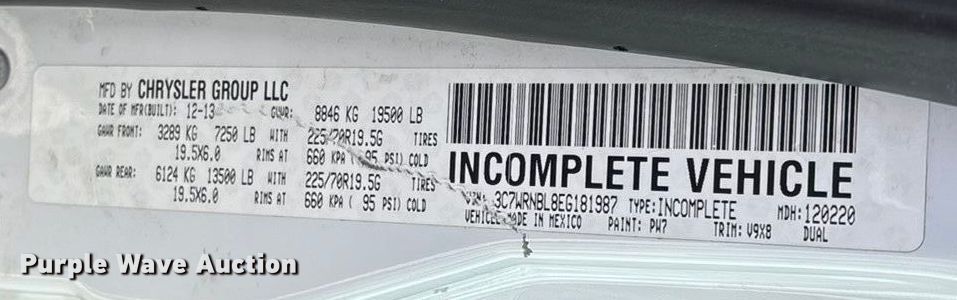 MFD BY CHRYSLER GROUP LLC
DATE OF MFR(BUILT): 12-13 GVWR: 8846 KG 19500 LB
GAWR FRONT: 3289 KG 7250 LB WITH 225/70R19.5G TIRES
19.5X6.0 RIMS AT 660 KPA ( 95 PSI) COLD
GAWR REAR: 6124 KG 13500 LB WITH 225/70R19.5G TIRES
19.5X6.0 RIMS AT 660 KPA ( 95 PSI) COLD
INCOMPLETE VEHICLE
VIN: 3C7WRNBL8EG181987 TYPE:INCOMPLETE MDH:120220
VEHICLE MADE IN MEXICO PAINT: PW7 TRIM: V9X8 DUAL
Purple Wave Auction